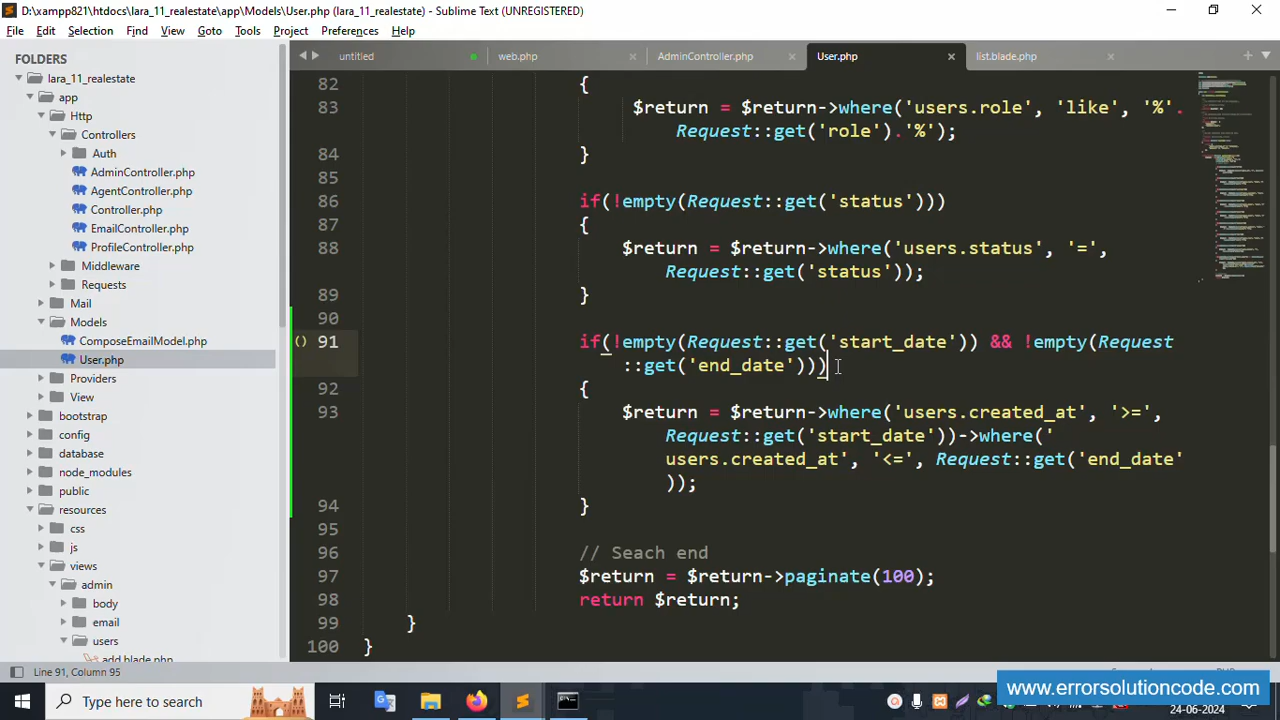 D:\xampp821\htdocs\lara_11_realestate\app\Models\User.php (lara_11_realestate) - Sublime Text (UNREGISTERED)
File Edit Selection Find View Goto Tools Project Preferences Help
FOLDERS
lara_11_realestate
app
Http
Controllers
Auth
AdminController.php
AgentController.php
Controller.php
EmailController.php
ProfileController.php
Middleware
Requests
Mail
Models
ComposeEmailModel.php
User.php
Providers
View
bootstrap
config
database
node_modules
public
resources
css
js
views
admin
body
email
users
add.blade.php
untitled web.php AdminController.php User.php list.blade.php
82 {
83 $return = $return->where('users.role', 'like', '%'.
Request::get('role').'%');
84 }
85
86 if(!empty(Request::get('status')))
87 {
88 $return = $return->where('users.status', '=',
Request::get('status'));
89 }
90
91 if(!empty(Request::get('start_date')) && !empty(Request
::get('end_date')))
92 {
93 $return = $return->where('users.created_at', '>=',
Request::get('start_date'))->where('
users.created_at', '<=', Request::get('end_date'
));
94 }
95
96 // Seach end
97 $return = $return->paginate(100);
98 return $return;
99 }
100 }
Line 91, Column 95
www.errorsolutioncode.com
Type here to search
24-06-2024